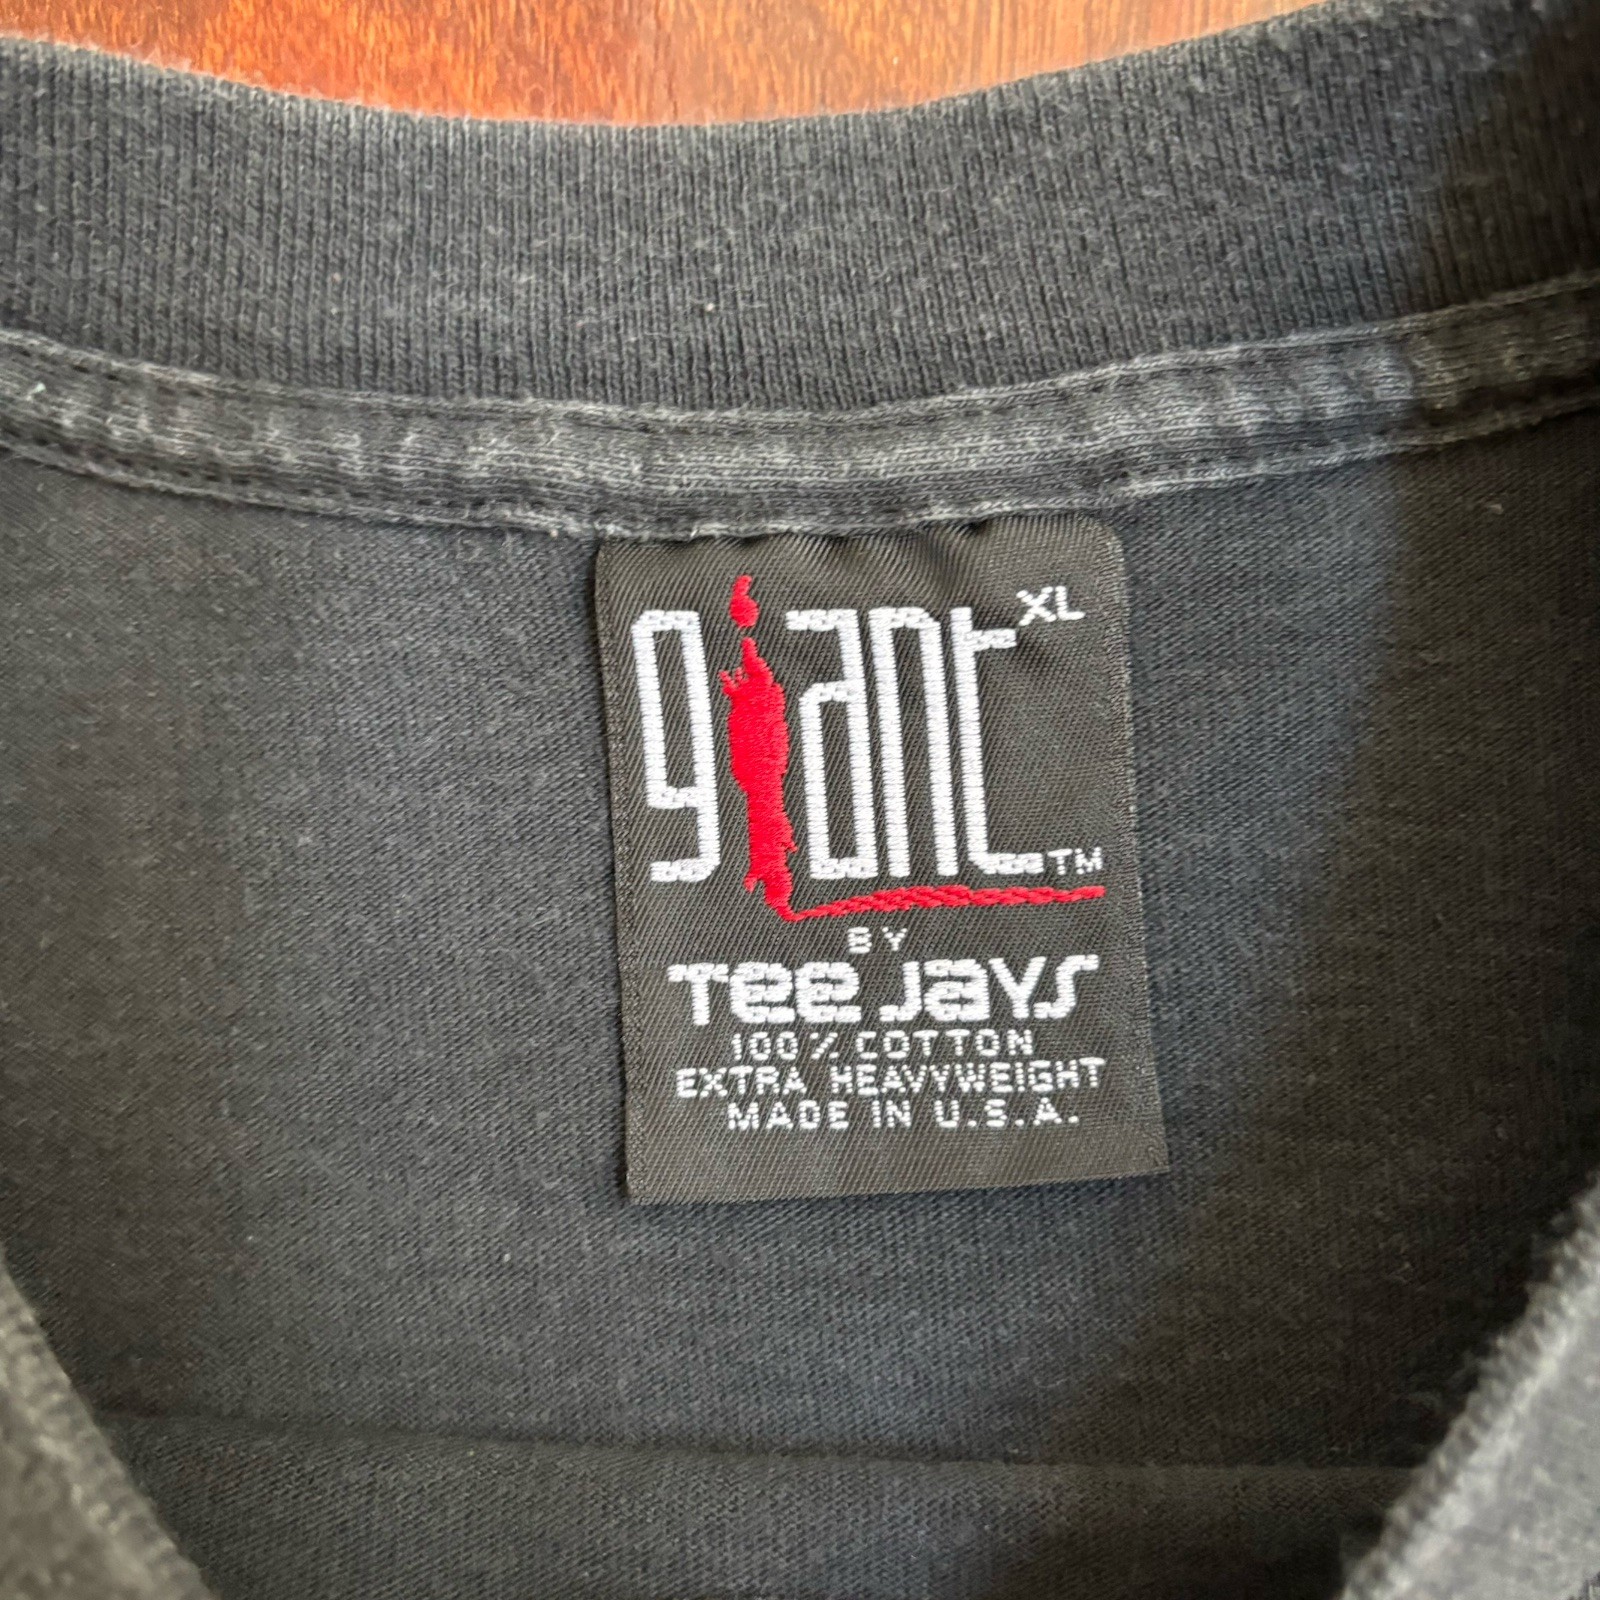 giant XL
TM
BY
Tee Jays
100% COTTON
EXTRA HEAVYWEIGHT
MADE IN U.S.A.